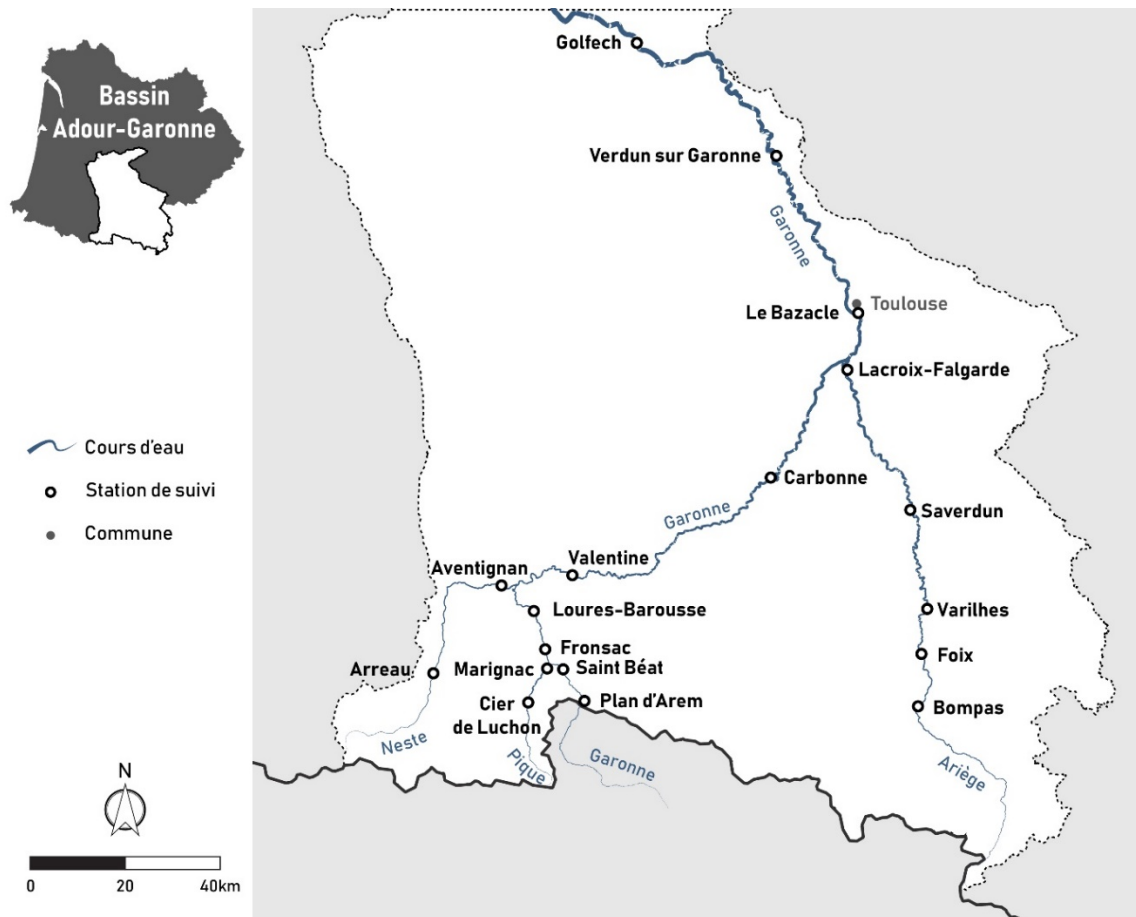 Bassin
Adour-Garonne
Cours d'eau
Station de suivi
Commune
N
0 20 40km
Golfech
Verdun sur Garonne
Garonne
Toulouse
Le Bazacle
Lacroix-Falgarde
Carbonne
Garonne
Saverdun
Valentine
Aventignan
Loures-Barousse
Varilhes
Fronsac
Foix
Arreau
Marignac
Saint Béat
Cier
de Luchon
Plan d'Arem
Bompas
Neste
Pique
Garonne
Ariège